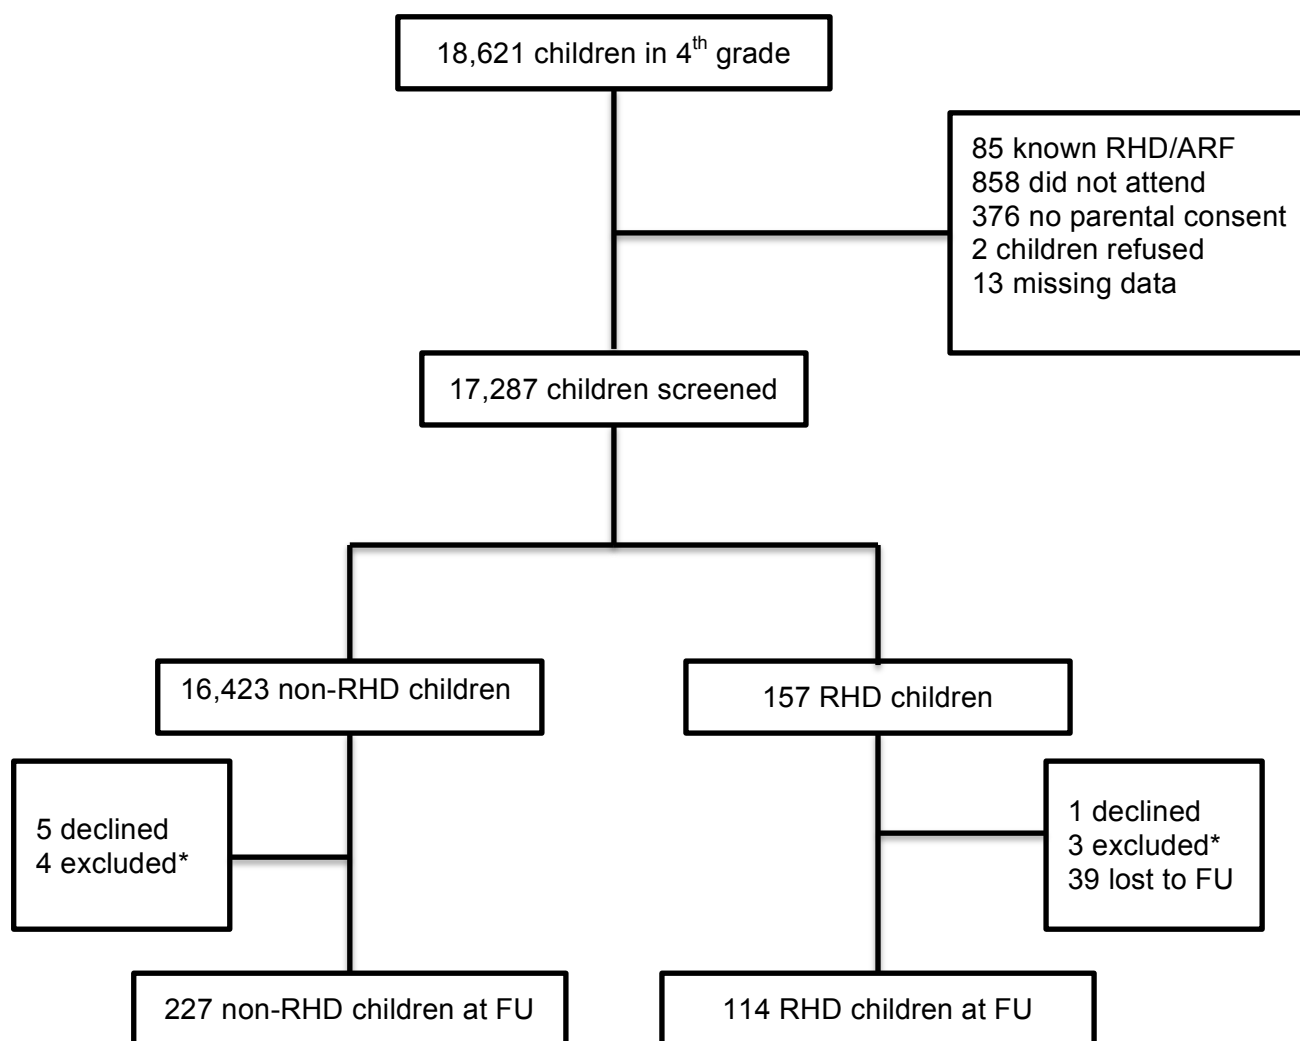 18,621 children in 4th grade
85 known RHD/ARF
858 did not attend
376 no parental consent
2 children refused
13 missing data
17,287 children screened
16,423 non-RHD children
157 RHD children
5 declined
4 excluded*
1 declined
3 excluded*
39 lost to FU
227 non-RHD children at FU
114 RHD children at FU